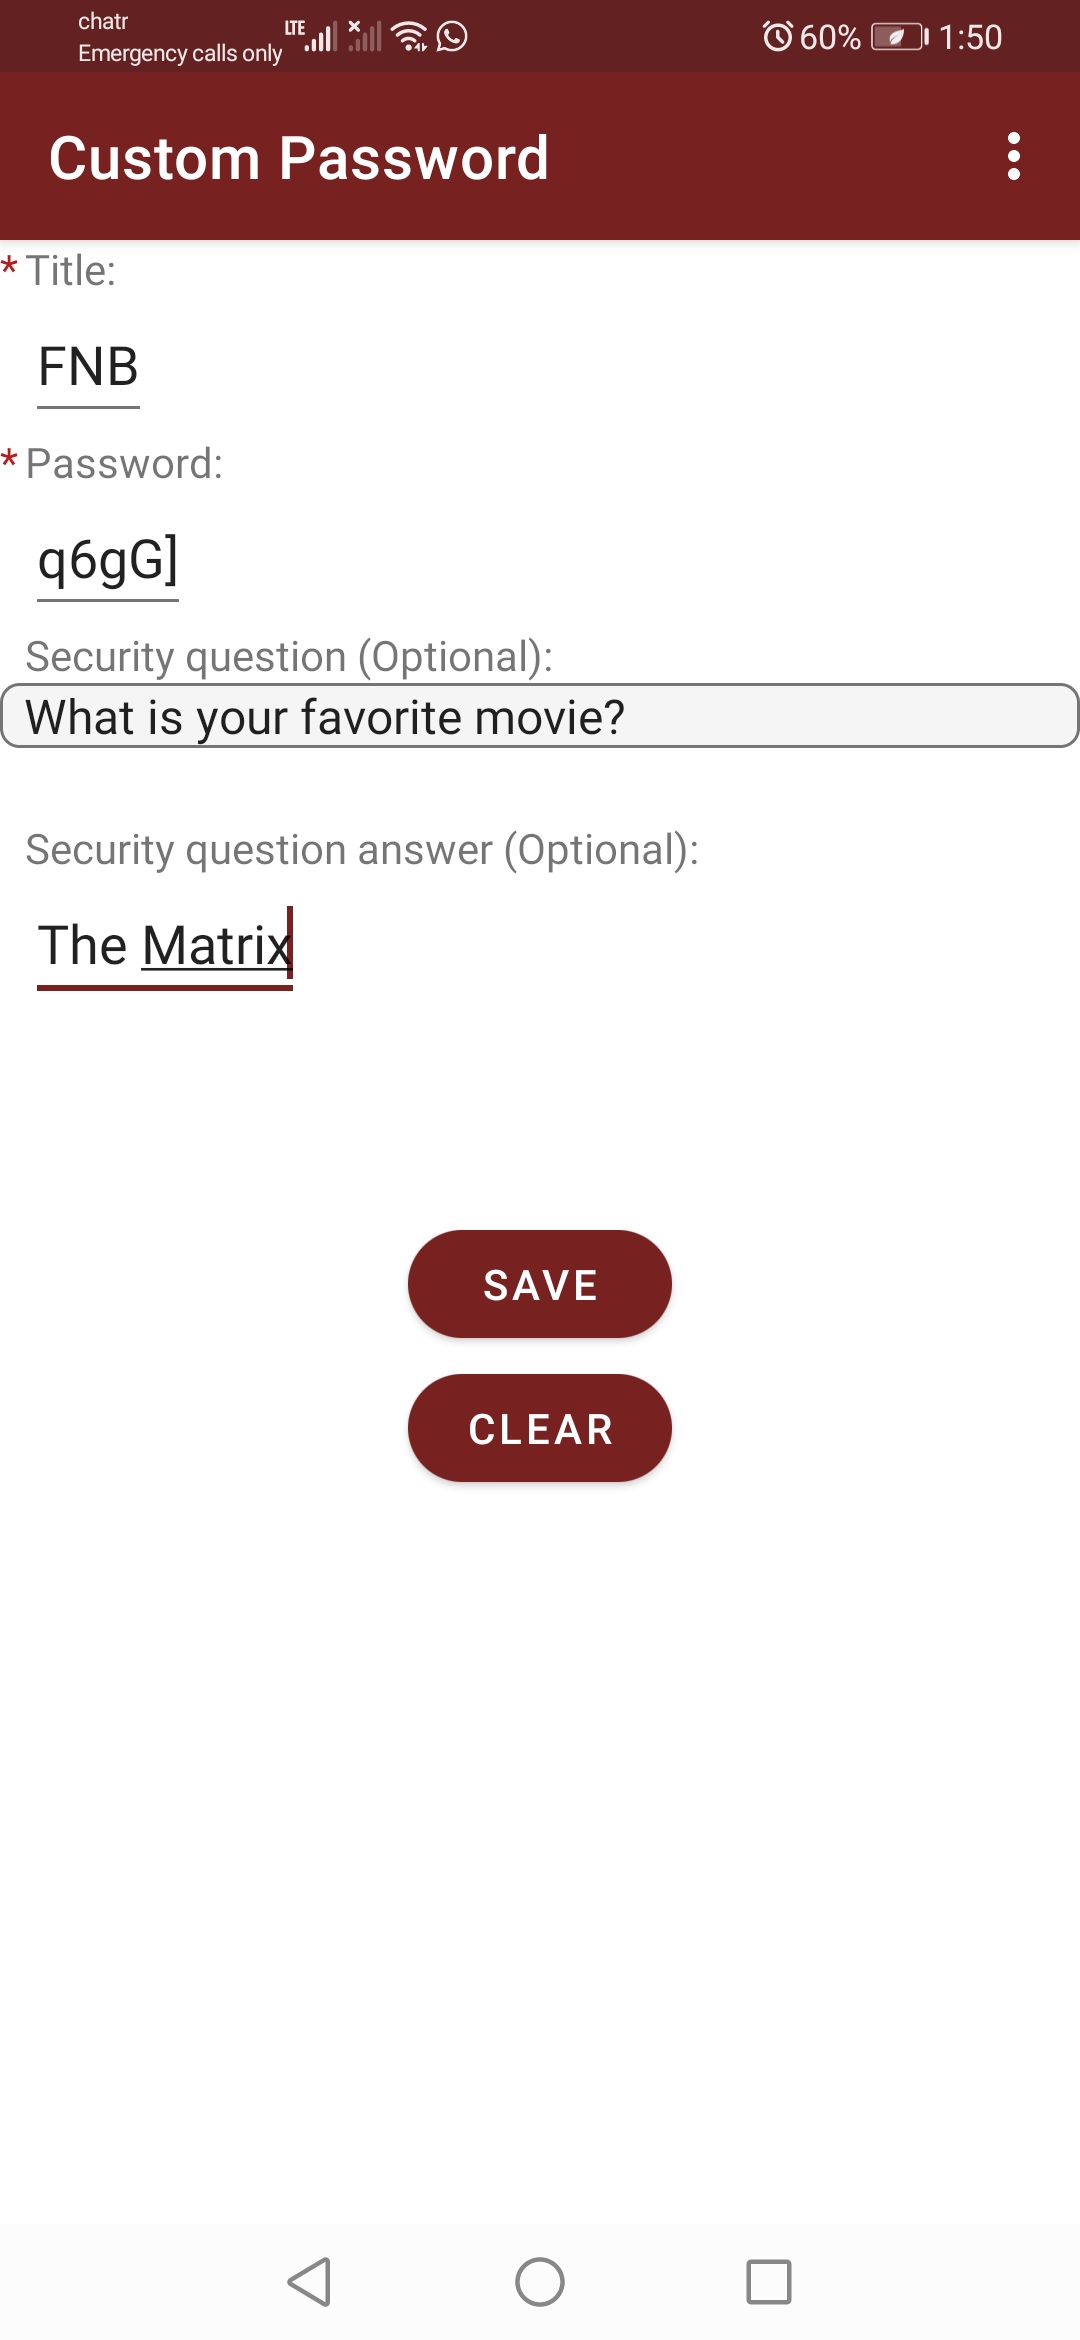 chatr
Emergency calls only LTE 60% 1:50
Custom Password
* Title:
FNB
* Password:
q6gG]
Security question (Optional):
What is your favorite movie?
Security question answer (Optional):
The Matrix
SAVE
CLEAR